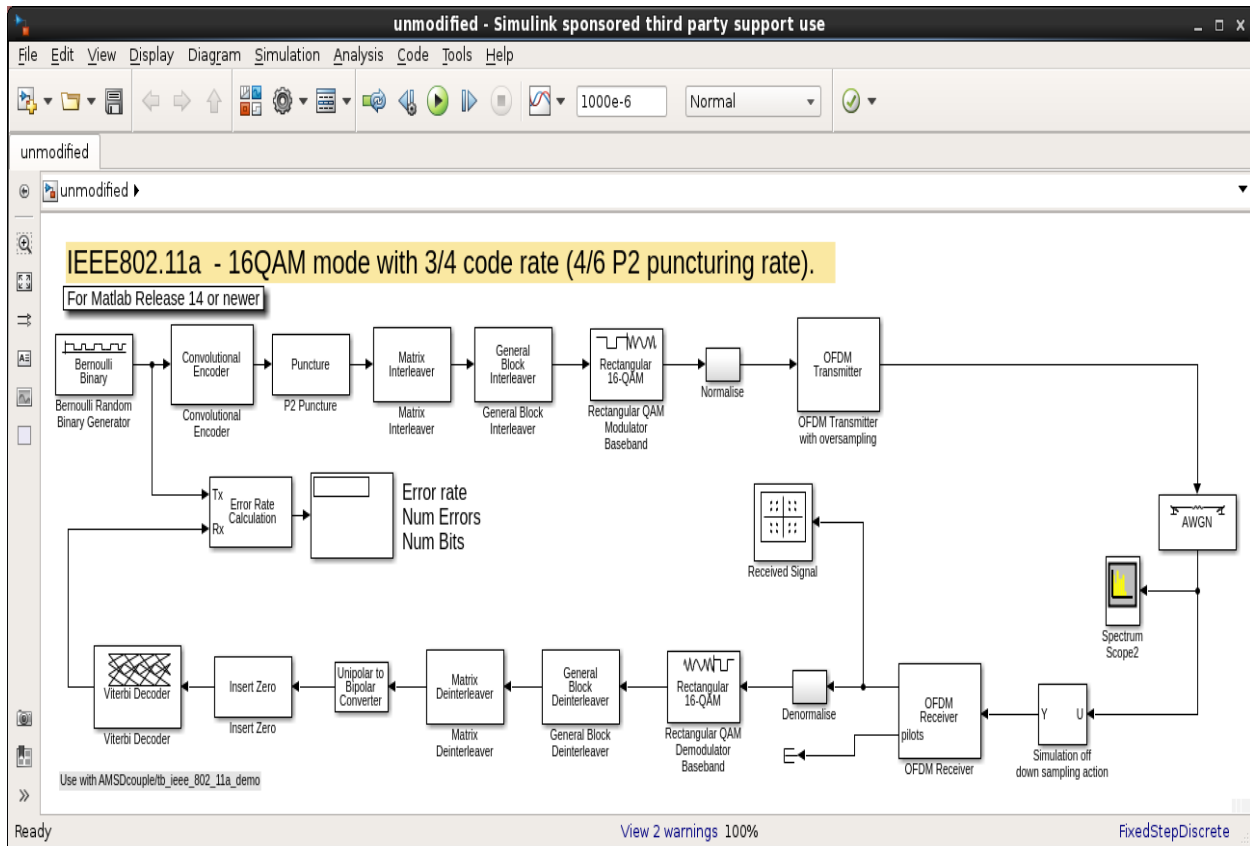 unmodified - Simulink sponsored third party support use
File Edit View Display Diagram Simulation Analysis Code Tools Help
1000e-6
Normal
unmodified
unmodified
IEEE802.11a - 16QAM mode with 3/4 code rate (4/6 P2 puncturing rate).
For Matlab Release 14 or newer
Bernoulli
Binary
Bernoulli Random
Binary Generator
Convolutional
Encoder
Convolutional
Encoder
Puncture
P2 Puncture
Matrix
Interleaver
Matrix
Interleaver
General
Block
Interleaver
General Block
Interleaver
Rectangular
16-QAM
Rectangular QAM
Modulator
Baseband
Normalise
OFDM
Transmitter
OFDM Transmitter
with oversampling
Tx
Rx
Error Rate
Calculation
Error rate
Num Errors
Num Bits
Received Signal
AWGN
Spectrum
Scope2
Viterbi Decoder
Viterbi Decoder
Insert Zero
Insert Zero
Unipolar to
Bipolar
Converter
Matrix
Deinterleaver
Matrix
Deinterleaver
General
Block
Deinterleaver
General Block
Deinterleaver
Rectangular
16-QAM
Rectangular QAM
Demodulator
Baseband
Denormalise
OFDM
Receiver
pilots
OFDM Receiver
Y U
Simulation off
down sampling action
Use with AMSDcouple/tb_ieee_802_11a_demo
Ready
View 2 warnings 100%
FixedStepDiscrete